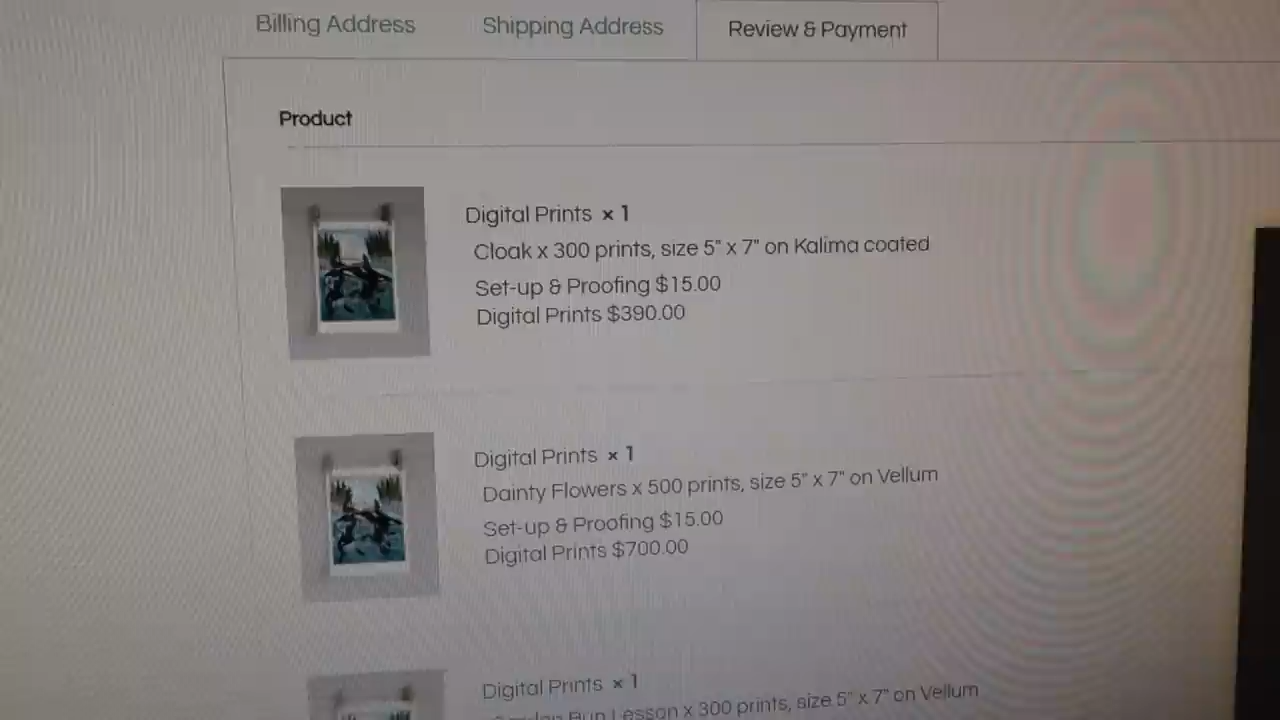 Billing Address Shipping Address Review & Payment
Product
Digital Prints × 1
Cloak x 300 prints, size 5" x 7" on Kalima coated
Set-up & Proofing $15.00
Digital Prints $390.00
Digital Prints × 1
Dainty Flowers x 500 prints, size 5" x 7" on Vellum
Set-up & Proofing $15.00
Digital Prints $700.00
Digital Prints × 1
Lesson x 300 prints, size 5" x 7" on Vellum